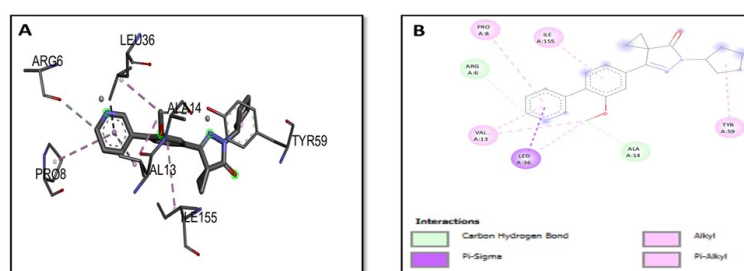 A
LEU36
ARG6
ALA14
TYR59
PRO8
VAL13
ILE155
B
PRO
A:8
ILE
A:155
ARG
A:6
VAL
A:13
LEU
A:36
ALA
A:14
TYR
A:59
Interactions
Carbon Hydrogen Bond
Pi-Sigma
Alkyl
Pi-Alkyl